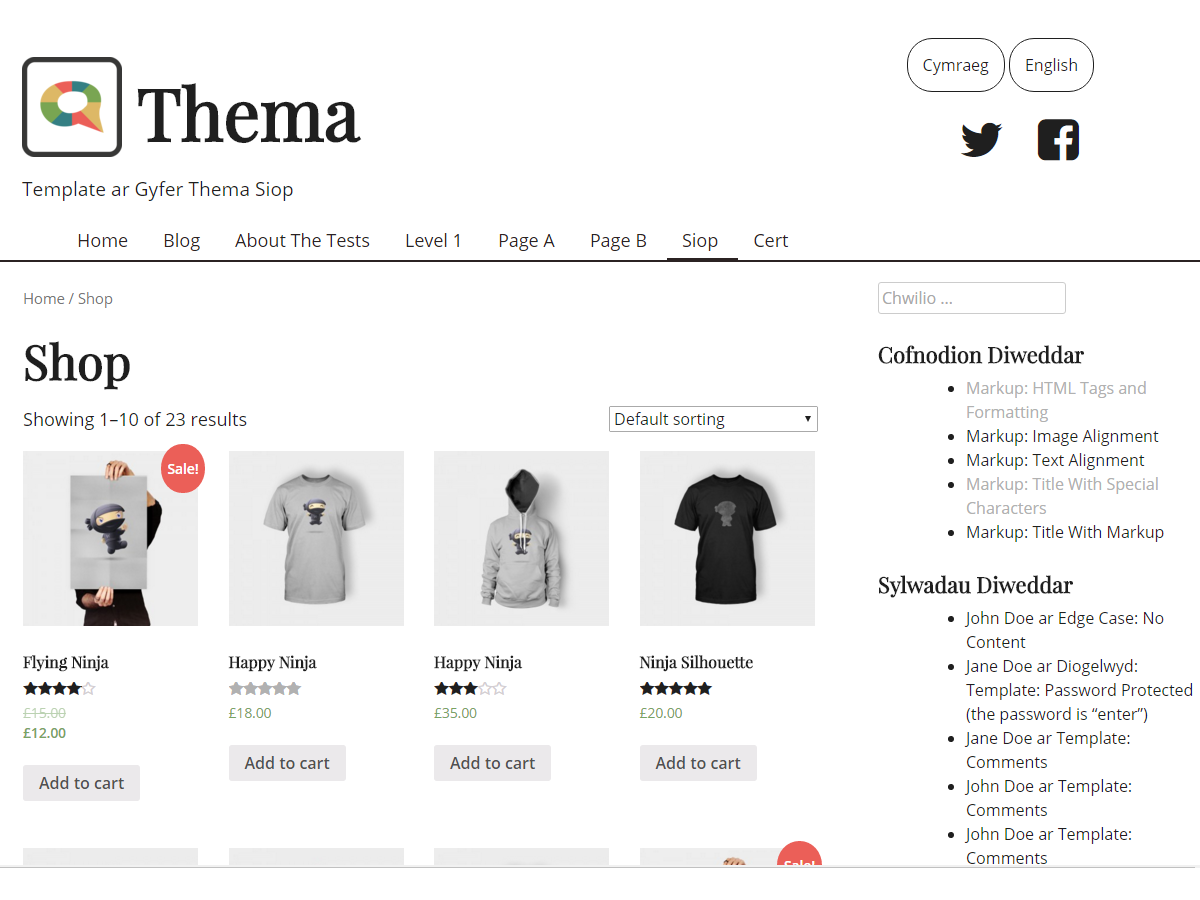 Cymraeg English
Thema
Template ar Gyfer Thema Siop
Home Blog About The Tests Level 1 Page A Page B Siop Cert
Home / Shop
Shop
Showing 1–10 of 23 results
Default sorting
Sale!
Flying Ninja
£15.00
£12.00
Add to cart
Happy Ninja
£18.00
Add to cart
Happy Ninja
£35.00
Add to cart
Ninja Silhouette
£20.00
Add to cart
Sale!
Chwilio ...
Cofnodion Diweddar
Markup: HTML Tags and
Formatting
Markup: Image Alignment
Markup: Text Alignment
Markup: Title With Special
Characters
Markup: Title With Markup
Sylwadau Diweddar
John Doe ar Edge Case: No
Content
Jane Doe ar Diogelwyd:
Template: Password Protected
(the password is “enter”)
Jane Doe ar Template:
Comments
John Doe ar Template:
Comments
John Doe ar Template:
Comments